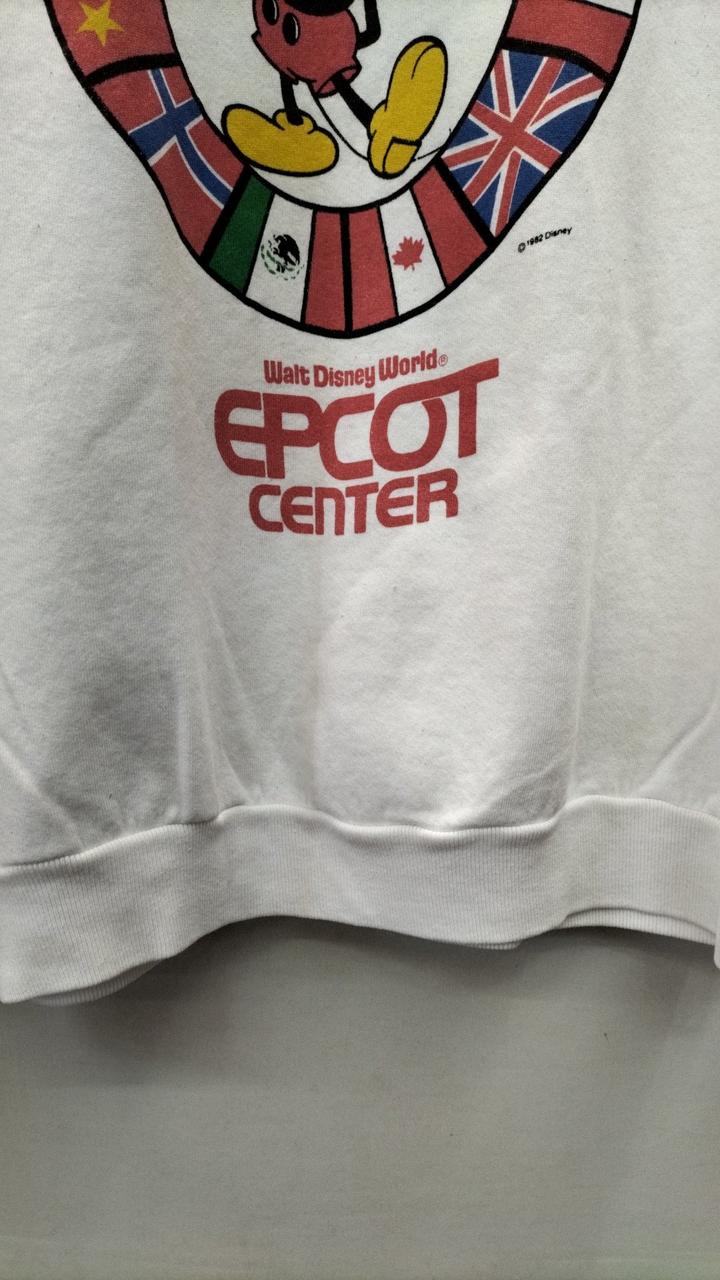 © 1982 Disney
Walt Disney World®
EPCOT
CENTER